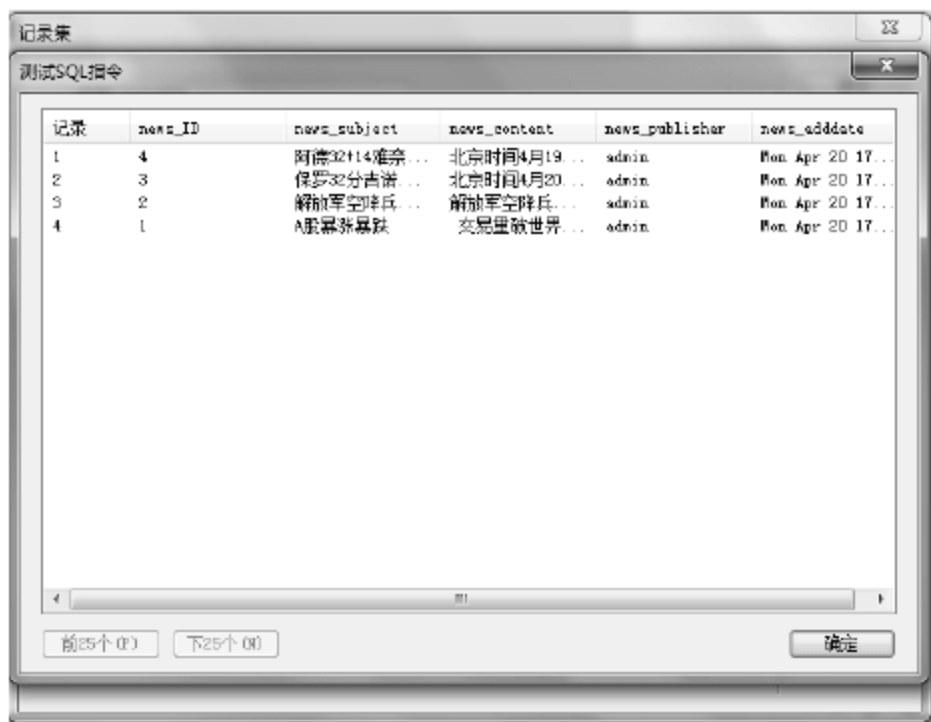 记录集
测试SQL指令
记录 news_ID news_subject news_content news_publisher news_adddate
1 4 阿德32+14难奈... 北京时间4月19... admin Mon Apr 20 17...
2 3 保罗32分吉诺... 北京时间4月20... admin Mon Apr 20 17...
3 2 解放军空降兵... 解放军空降兵... admin Mon Apr 20 17...
4 1 A股暴涨暴跌 交易量破世界... admin Mon Apr 20 17...
前25个(P) 下25个(N) 确定